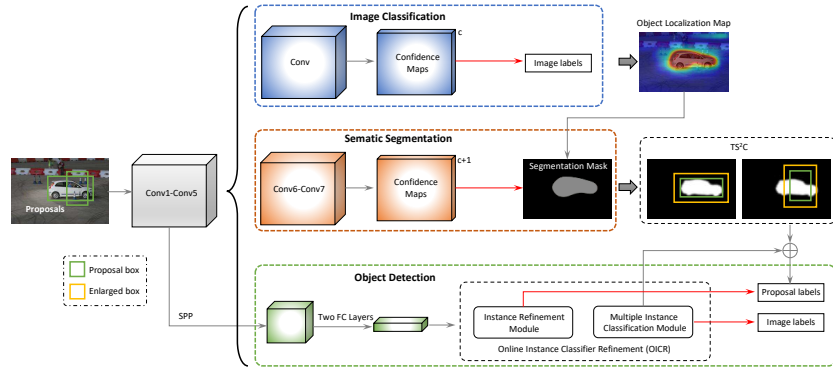 Image Classification
Conv
Confidence
Maps
c
Image labels
Object Localization Map
Sematic Segmentation
Conv6-Conv7
Confidence
Maps
c+1
Segmentation Mask
TS²C
Proposals
Conv1-Conv5
Proposal box
Enlarged box
SPP
Object Detection
Two FC Layers
Instance Refinement
Module
Multiple Instance
Classification Module
Online Instance Classifier Refinement (OICR)
Proposal labels
Image labels